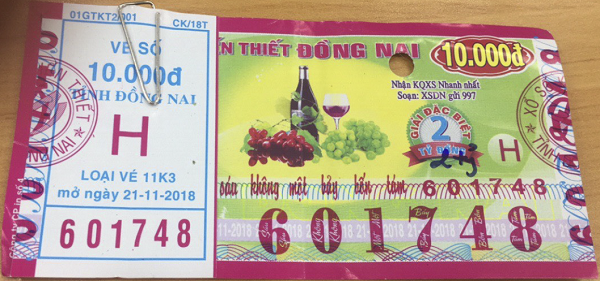 01GTKT2/001
CK/18T
VÉ SỐ
10.000đ
TỈNH ĐỒNG NAI
H
LOẠI VÉ 11K3
mở ngày 21-11-2018
601748
THIẾT ĐỒNG NAI
10.000đ
Nhận KQXS Nhanh nhất
Soạn: XSDN gửi 997
GIẢI ĐẶC BIỆT
2
TỶ
H
sáu không một bảy bốn tám
601748
601748